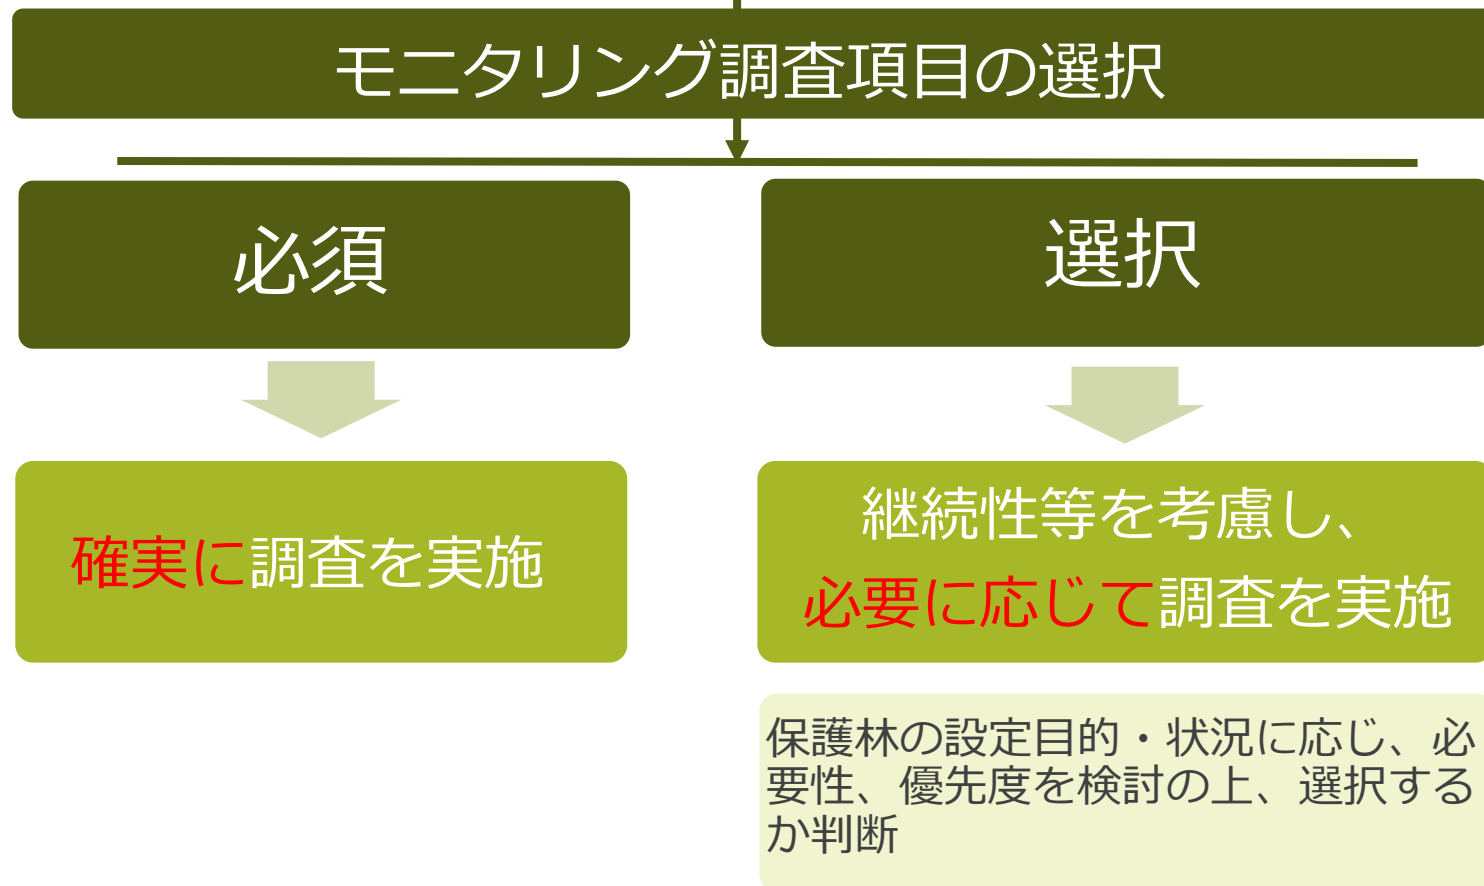 モニタリング調査項目の選択
必須
選択
確実に調査を実施
継続性等を考慮し、
必要に応じて調査を実施
保護林の設定目的・状況に応じ、必
要性、優先度を検討の上、選択する
か判断